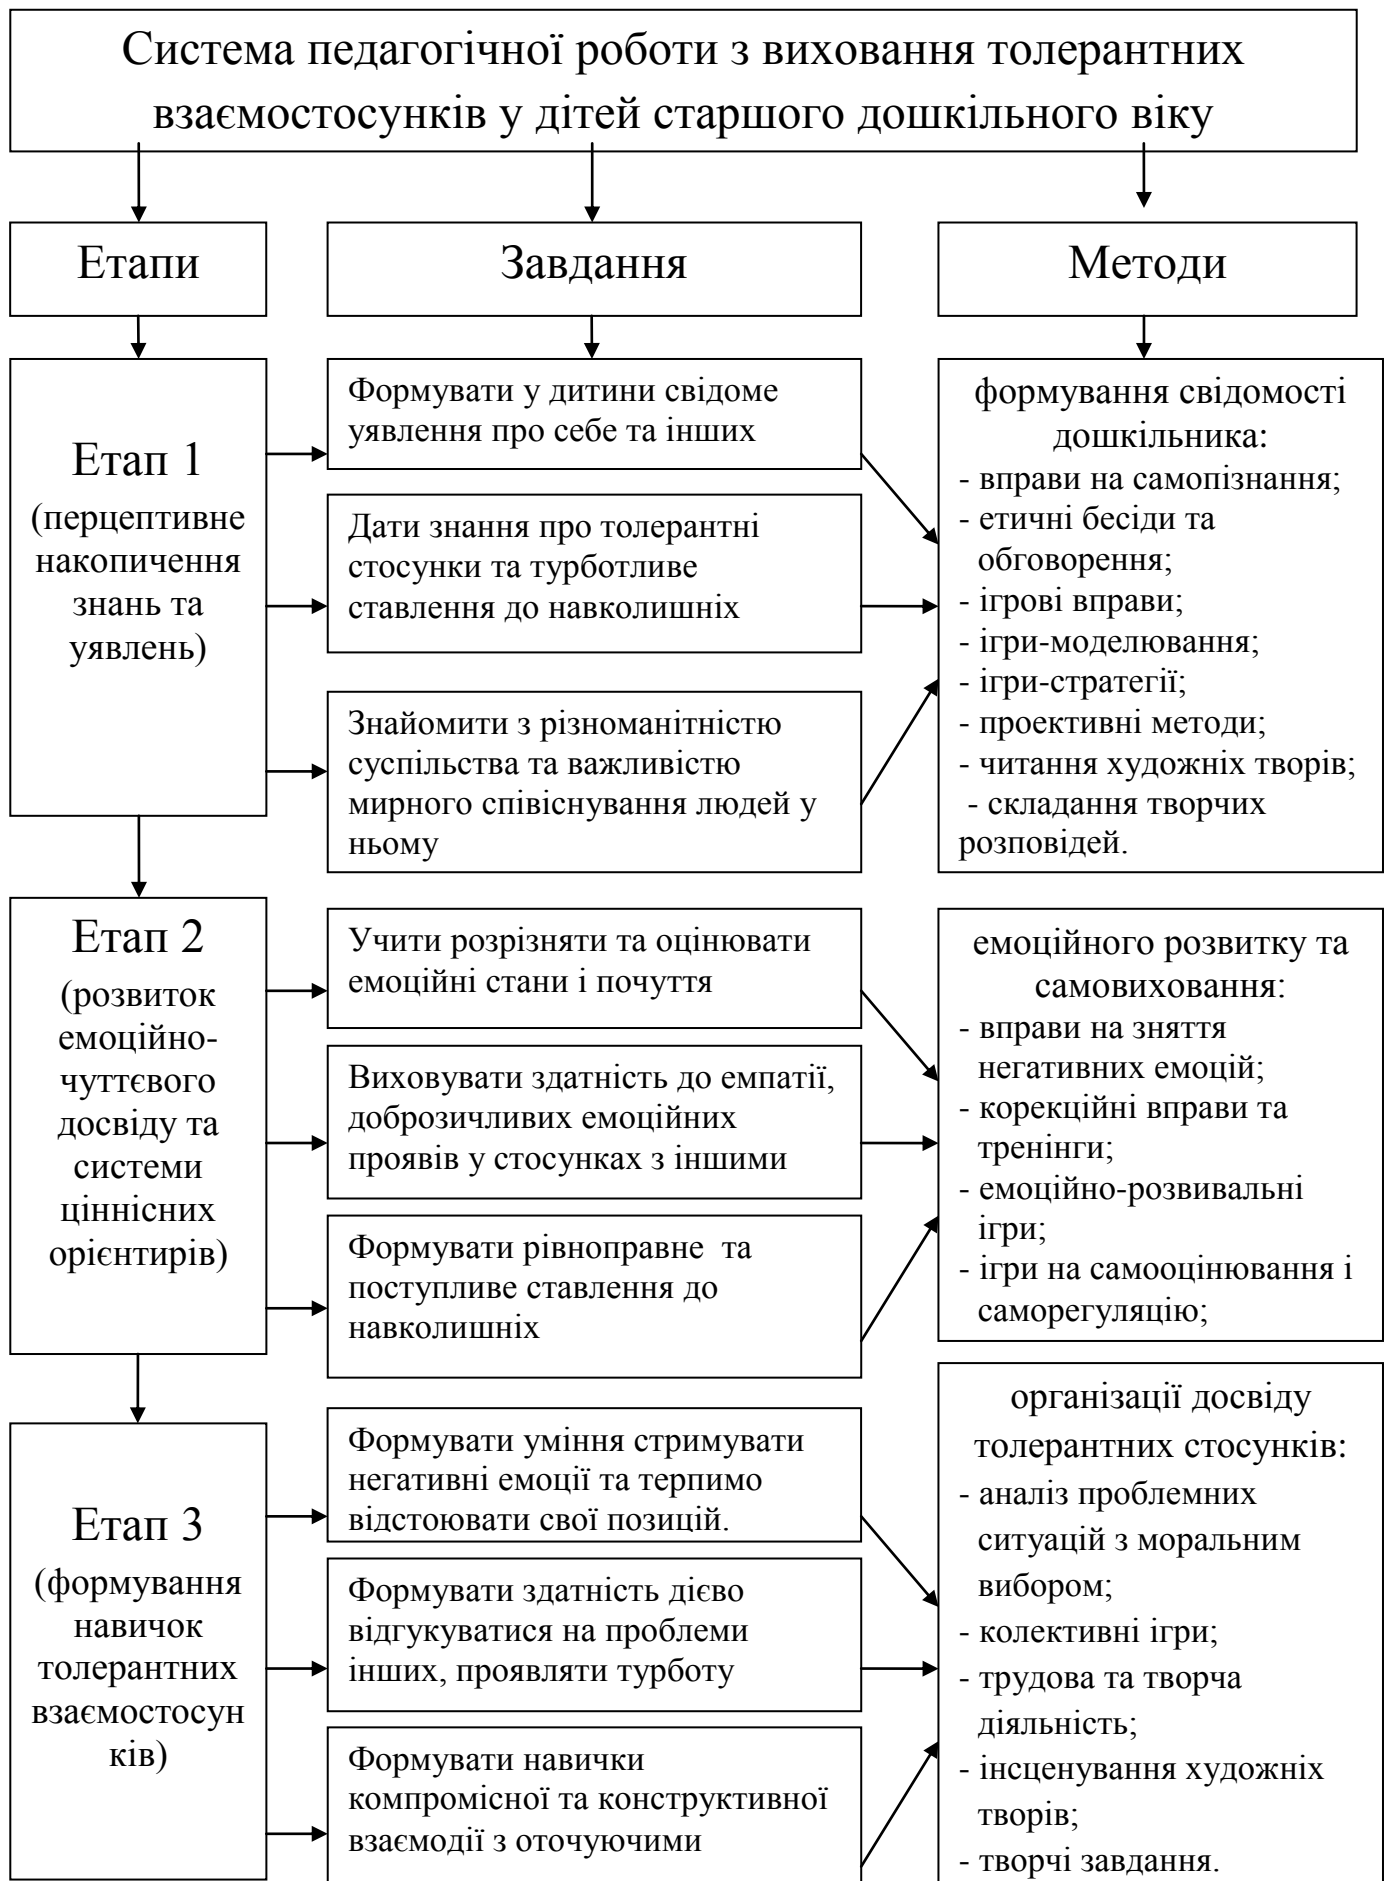 Система педагогічної роботи з виховання толерантних
взаємостосунків у дітей старшого дошкільного віку
Етапи
Завдання
Методи
Етап 1
(перцептивне
накопичення
знань та
уявлень)
Формувати у дитини свідоме
уявлення про себе та інших
Дати знання про толерантні
стосунки та турботливе
ставлення до навколишніх
Знайомити з різноманітністю
суспільства та важливістю
мирного співіснування людей у
ньому
формування свідомості
дошкільника:
- вправи на самопізнання;
- етичні бесіди та
обговорення;
- ігрові вправи;
- ігри-моделювання;
- ігри-стратегії;
- проективні методи;
- читання художніх творів;
- складання творчих
розповідей.
Етап 2
(розвиток
емоційно-
чуттєвого
досвіду та
системи
ціннісних
орієнтирів)
Учити розрізняти та оцінювати
емоційні стани і почуття
Виховувати здатність до емпатії,
доброзичливих емоційних
проявів у стосунках з іншими
Формувати рівноправне та
поступливе ставлення до
навколишніх
емоційного розвитку та
самовиховання:
- вправи на зняття
негативних емоцій;
- корекційні вправи та
тренінги;
- емоційно-розвивальні
ігри;
- ігри на самооцінювання і
саморегуляцію;
Етап 3
(формування
навичок
толерантних
взаємостосун
ків)
Формувати уміння стримувати
негативні емоції та терпимо
відстоювати свої позицій.
Формувати здатність дієво
відгукуватися на проблеми
інших, проявляти турботу
Формувати навички
компромісної та конструктивної
взаємодії з оточуючими
організації досвіду
толерантних стосунків:
- аналіз проблемних
ситуацій з моральним
вибором;
- колективні ігри;
- трудова та творча
діяльність;
- інсценування художніх
творів;
- творчі завдання.